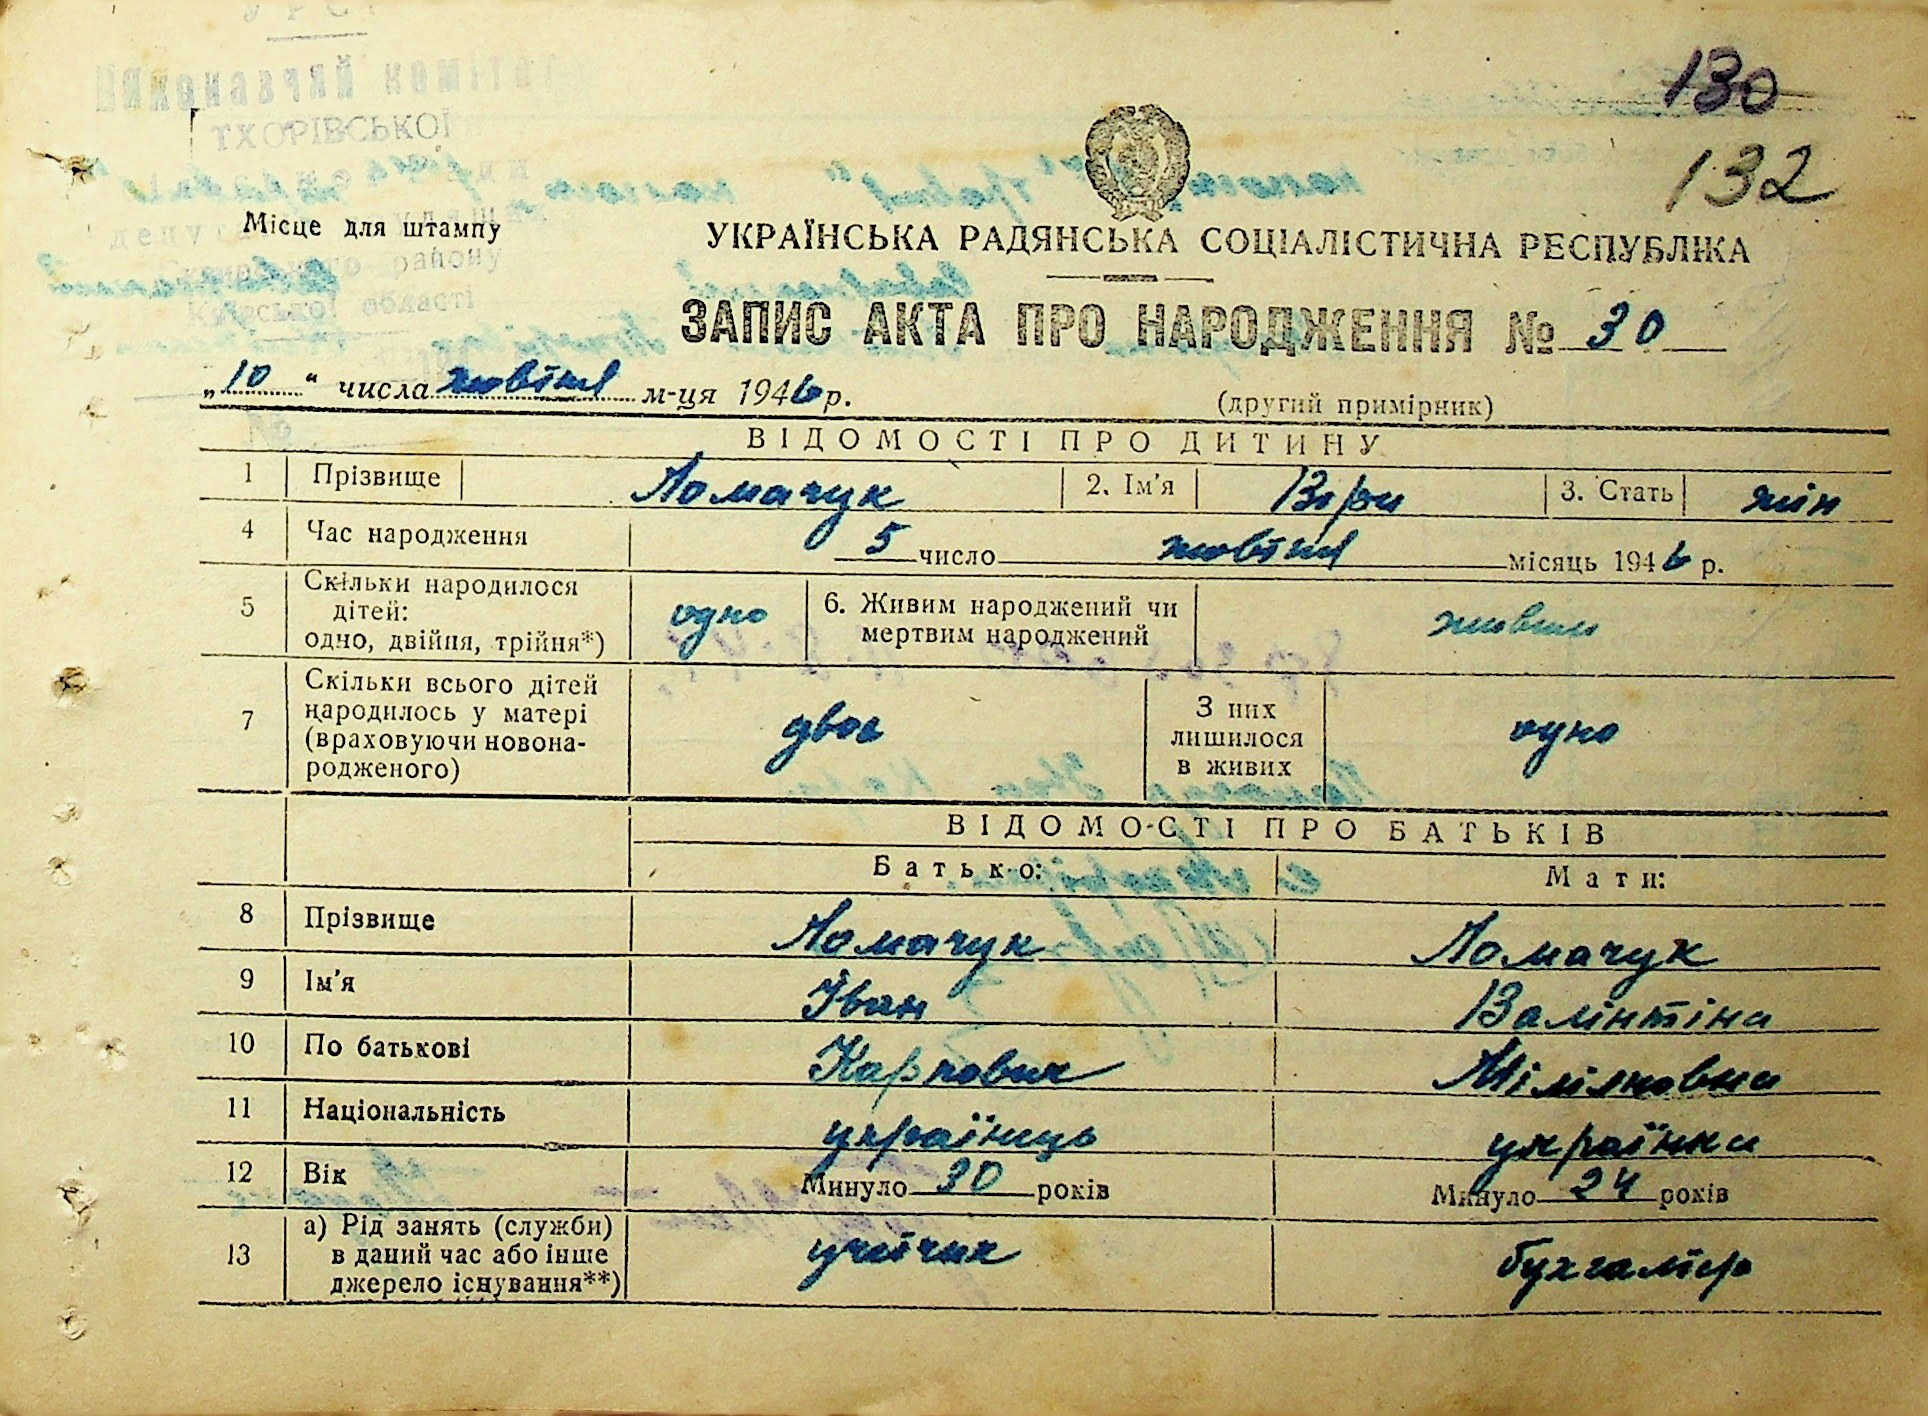 130
132
ТХОРІВСЬКОЇ
Місце для штампу
району
Київської області
УКРАЇНСЬКА РАДЯНСЬКА СОЦІАЛІСТИЧНА РЕСПУБЛІКА
ЗАПИС АКТА ПРО НАРОДЖЕННЯ № 30
„10“ числа жовтня м-ця 1946 р.
(другий примірник)
ВІДОМОСТІ ПРО ДИТИНУ
1 Прізвище Ломачук 2. Ім'я Віра 3. Стать жін
4 Час народження 5 число жовтня місяць 1946 р.
5 Скільки народилося дітей: одно, двійня, трійня*) одно 6. Живим народжений чи мертвим народжений живим
7 Скільки всього дітей народилось у матері (враховуючи новонародженого) двоє З них лишилося в живих одно
ВІДОМОСТІ ПРО БАТЬКІВ
Батько: Мати:
8 Прізвище Ломачук Ломачук
9 Ім'я Іван Валінтіна
10 По батькові Карпович
11 Національність українець українка
12 Вік Минуло 30 років Минуло 24 років
13 а) Рід занять (служби) в даний час або інше джерело існування**) учотчик бухгалтер